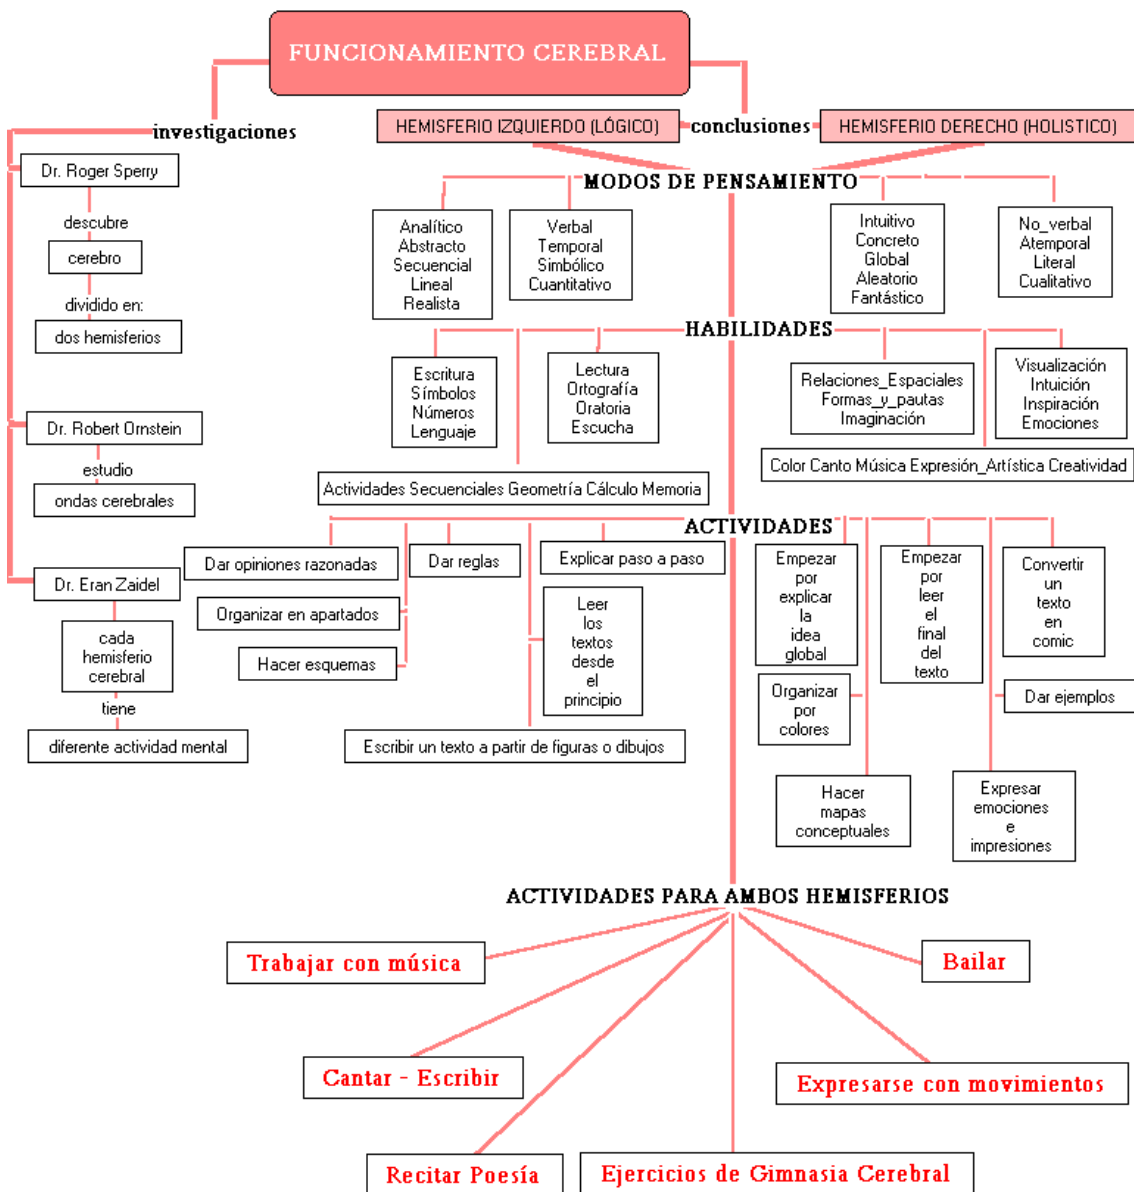 FUNCIONAMIENTO CEREBRAL
investigaciones
Dr. Roger Sperry
descubre
cerebro
dividido en:
dos hemisferios
Dr. Robert Ornstein
estudio
ondas cerebrales
Dr. Eran Zaidel
cada
hemisferio
cerebral
tiene
diferente actividad mental
HEMISFERIO IZQUIERDO (LÓGICO)
conclusiones
HEMISFERIO DERECHO (HOLISTICO)
MODOS DE PENSAMIENTO
Analítico
Abstracto
Secuencial
Lineal
Realista
Verbal
Temporal
Simbólico
Cuantitativo
Intuitivo
Concreto
Global
Aleatorio
Fantástico
No_verbal
Atemporal
Literal
Cualitativo
HABILIDADES
Escritura
Símbolos
Números
Lenguaje
Lectura
Ortografía
Oratoria
Escucha
Actividades Secuenciales Geometría Cálculo Memoria
Relaciones_Espaciales
Formas_y_pautas
Imaginación
Visualización
Intuición
Inspiración
Emociones
Color Canto Música Expresión_Artística Creatividad
ACTIVIDADES
Dar opiniones razonadas
Dar reglas
Explicar paso a paso
Organizar en apartados
Hacer esquemas
Leer
los
textos
desde
el
principio
Escribir un texto a partir de figuras o dibujos
Empezar
por
explicar
la
idea
global
Empezar
por
leer
el
final
del
texto
Convertir
un
texto
en
comic
Organizar
por
colores
Dar ejemplos
Hacer
mapas
conceptuales
Expresar
emociones
e
impresiones
ACTIVIDADES PARA AMBOS HEMISFERIOS
Trabajar con música
Bailar
Cantar - Escribir
Expresarse con movimientos
Recitar Poesía
Ejercicios de Gimnasia Cerebral